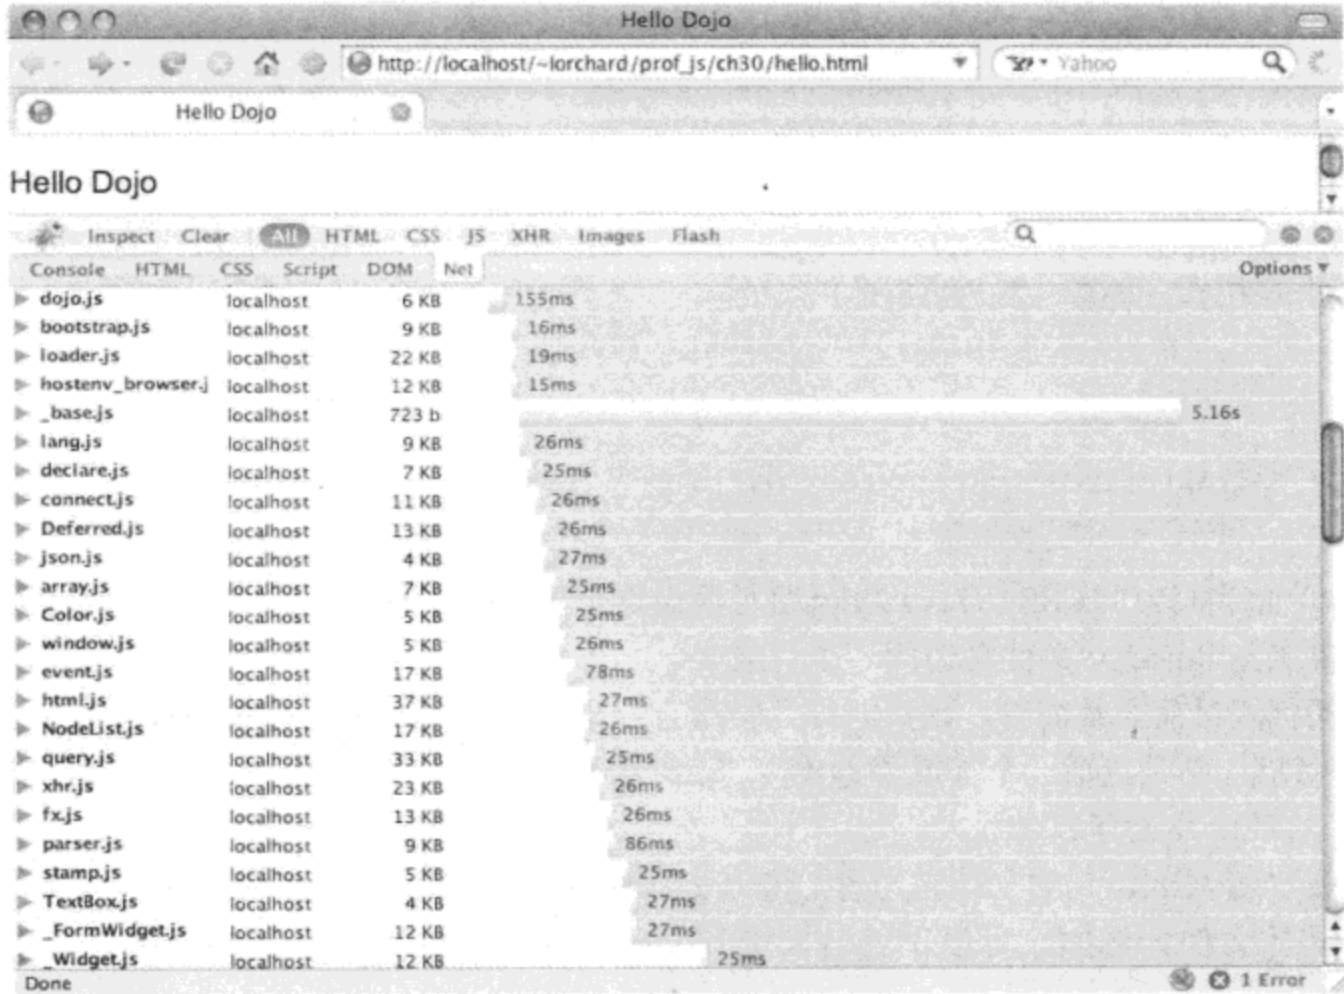 Hello Dojo
http://localhost/~lorchard/prof_js/ch30/hello.html Yahoo
Hello Dojo
Hello Dojo
Inspect Clear All HTML CSS JS XHR Images Flash
Console HTML CSS Script DOM Net Options
dojo.js localhost 6 KB 155ms
bootstrap.js localhost 9 KB 16ms
loader.js localhost 22 KB 19ms
hostenv_browser.j localhost 12 KB 15ms
_base.js localhost 723 b 5.16s
lang.js localhost 9 KB 26ms
declare.js localhost 7 KB 25ms
connect.js localhost 11 KB 26ms
Deferred.js localhost 13 KB 26ms
json.js localhost 4 KB 27ms
array.js localhost 7 KB 25ms
Color.js localhost 5 KB 25ms
window.js localhost 5 KB 26ms
event.js localhost 17 KB 78ms
html.js localhost 37 KB 27ms
NodeList.js localhost 17 KB 26ms
query.js localhost 33 KB 25ms
xhr.js localhost 23 KB 26ms
fx.js localhost 13 KB 26ms
parser.js localhost 9 KB 86ms
stamp.js localhost 5 KB 25ms
TextBox.js localhost 4 KB 27ms
_FormWidget.js localhost 12 KB 27ms
_Widget.js localhost 12 KB 25ms
Done 1 Error